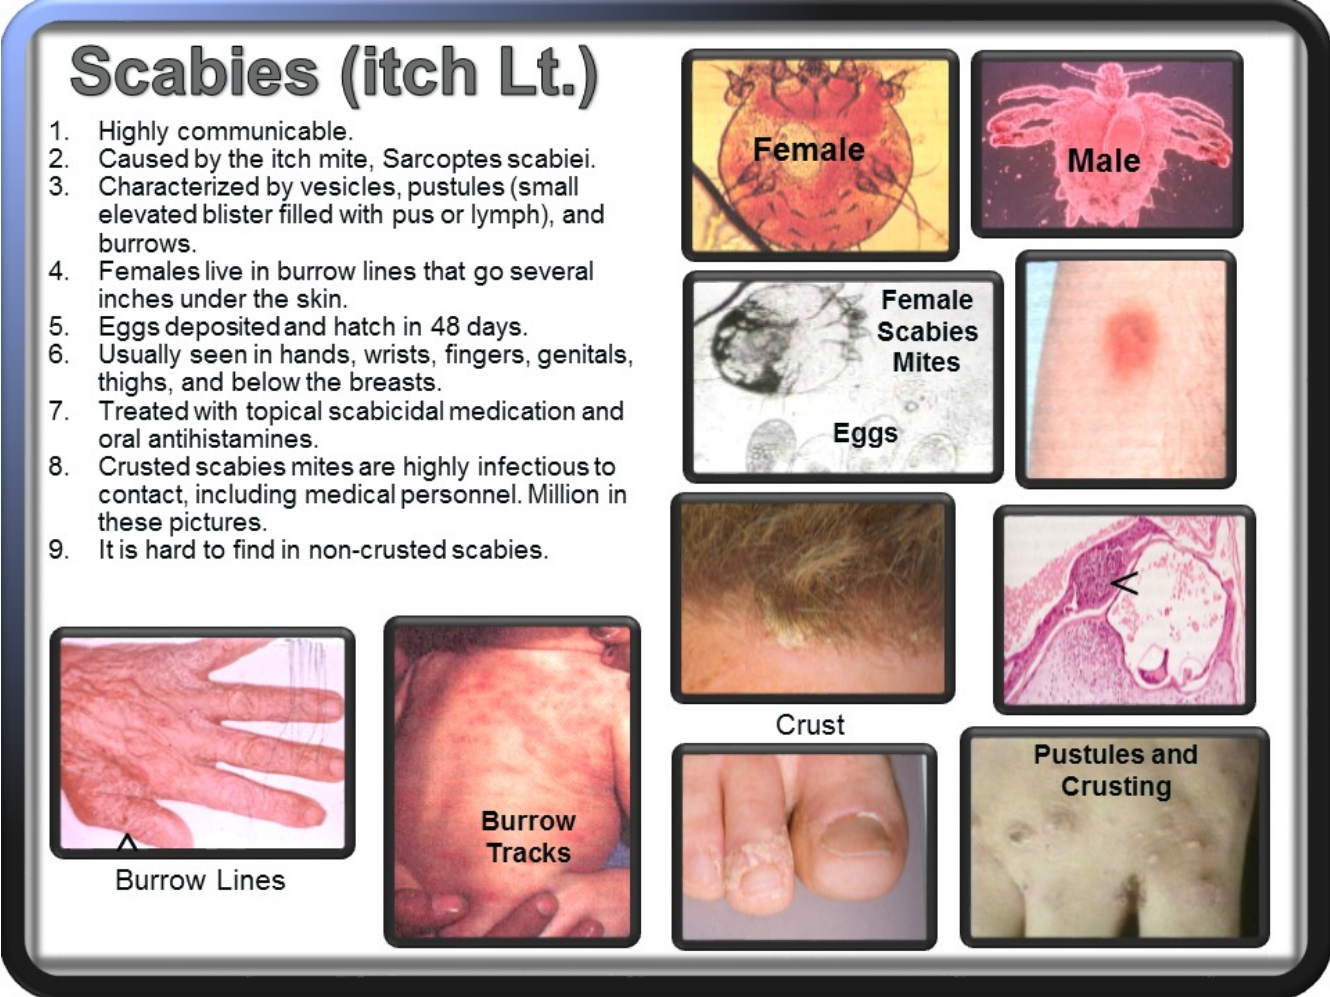 Scabies (itch Lt.)
1. Highly communicable.
2. Caused by the itch mite, Sarcoptes scabiei.
3. Characterized by vesicles, pustules (small
elevated blister filled with pus or lymph), and
burrows.
4. Females live in burrow lines that go several
inches under the skin.
5. Eggs deposited and hatch in 48 days.
6. Usually seen in hands, wrists, fingers, genitals,
thighs, and below the breasts.
7. Treated with topical scabicidal medication and
oral antihistamines.
8. Crusted scabies mites are highly infectious to
contact, including medical personnel. Million in
these pictures.
9. It is hard to find in non-crusted scabies.
Female
Male
Female
Scabies
Mites
Eggs
Crust
Burrow Lines
Burrow
Tracks
Pustules and
Crusting